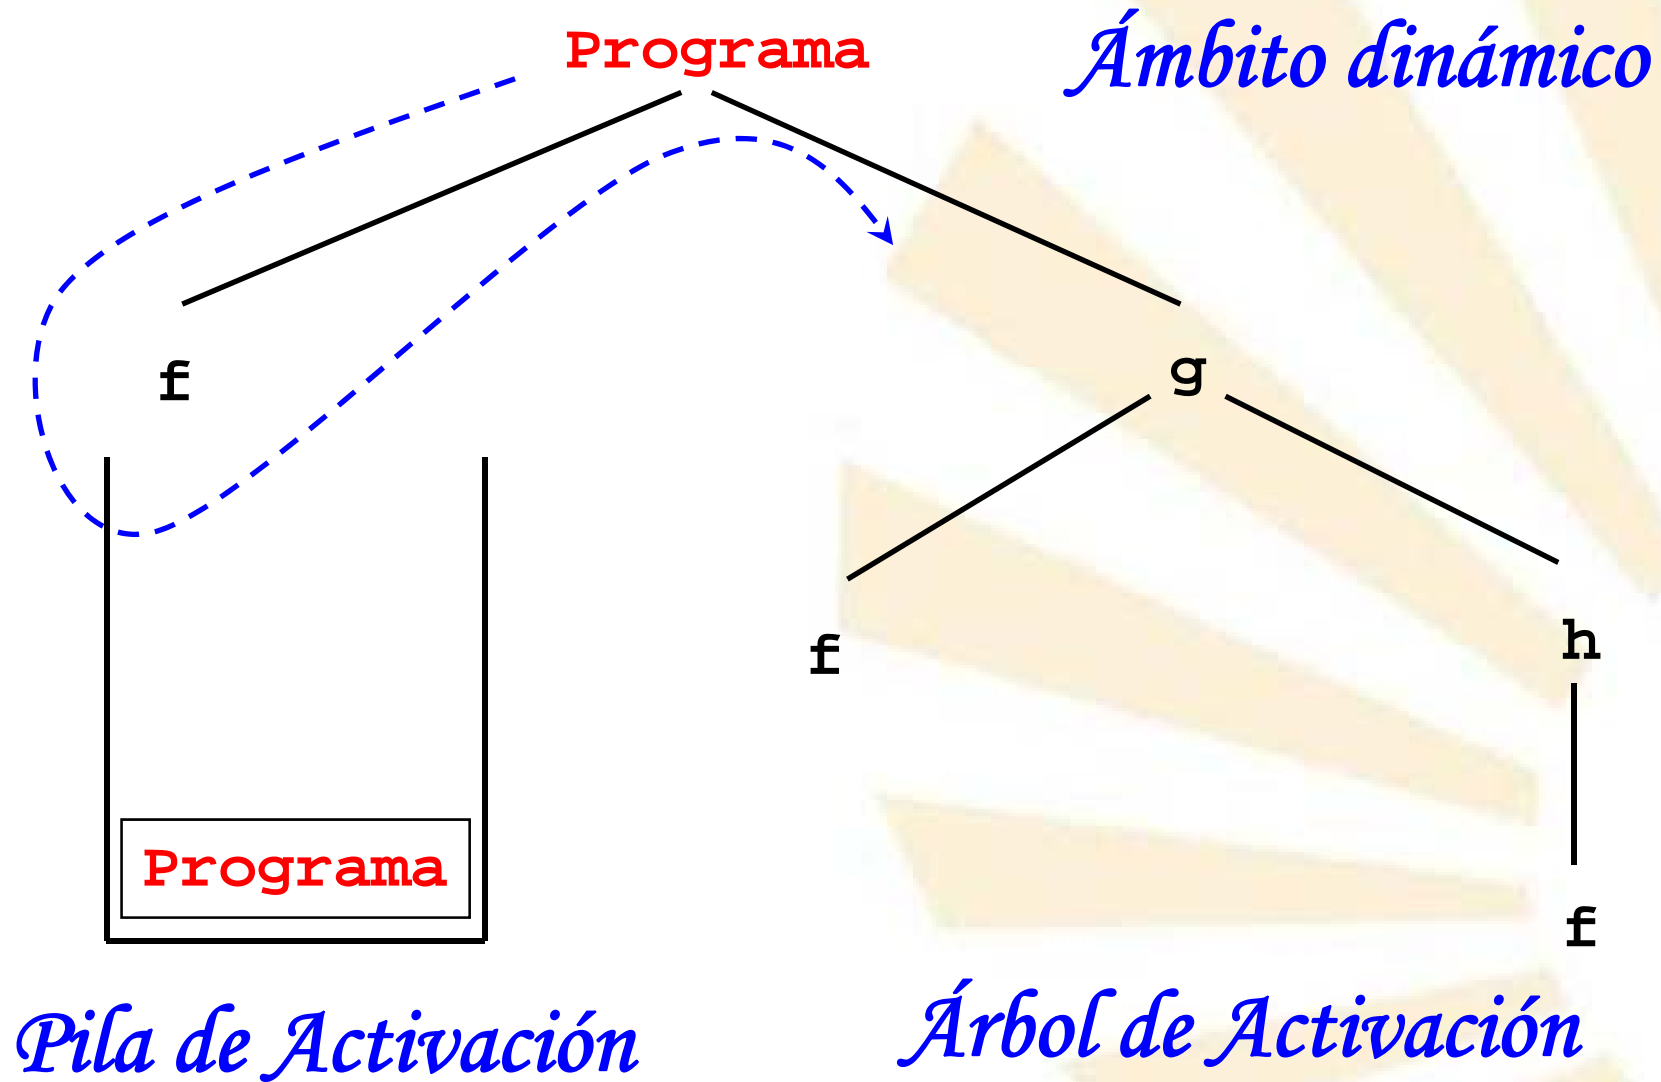 Programa
Ámbito dinámico
f
g
f
h
Programa
f
Pila de Activación
Árbol de Activación